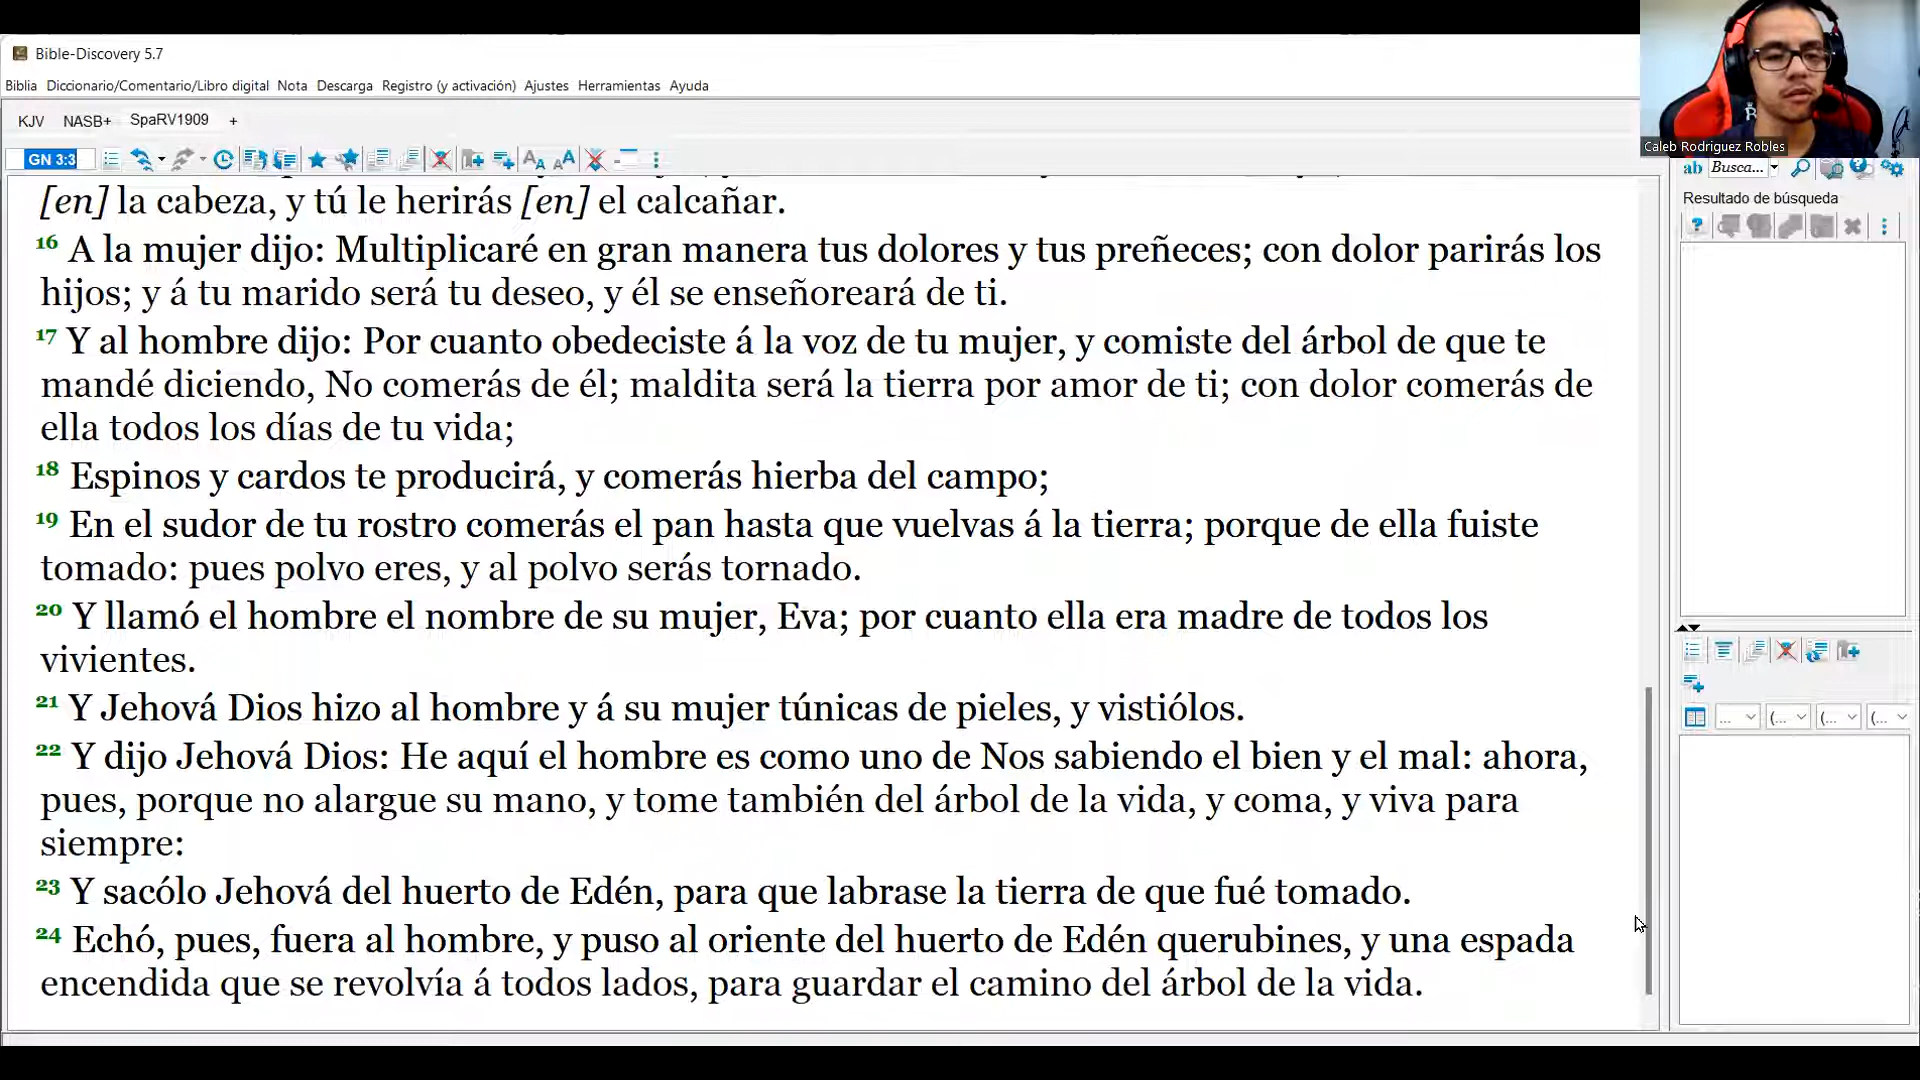 Bible-Discovery 5.7
Biblia Diccionario/Comentario/Libro digital Nota Descarga Registro (y activación) Ajustes Herramientas Ayuda
KJV NASB+ SpaRV1909 +
GN 3:3
Caleb Rodriguez Robles
ab Busca...
Resultado de búsqueda
[en] la cabeza, y tú le herirás [en] el calcañar.
16 A la mujer dijo: Multiplicaré en gran manera tus dolores y tus preñeces; con dolor parirás los
hijos; y á tu marido será tu deseo, y él se enseñoreará de ti.
17 Y al hombre dijo: Por cuanto obedeciste á la voz de tu mujer, y comiste del árbol de que te
mandé diciendo, No comerás de él; maldita será la tierra por amor de ti; con dolor comerás de
ella todos los días de tu vida;
18 Espinos y cardos te producirá, y comerás hierba del campo;
19 En el sudor de tu rostro comerás el pan hasta que vuelvas á la tierra; porque de ella fuiste
tomado: pues polvo eres, y al polvo serás tornado.
20 Y llamó el hombre el nombre de su mujer, Eva; por cuanto ella era madre de todos los
vivientes.
21 Y Jehová Dios hizo al hombre y á su mujer túnicas de pieles, y vistiólos.
22 Y dijo Jehová Dios: He aquí el hombre es como uno de Nos sabiendo el bien y el mal: ahora,
pues, porque no alargue su mano, y tome también del árbol de la vida, y coma, y viva para
siempre:
23 Y sacólo Jehová del huerto de Edén, para que labrase la tierra de que fué tomado.
24 Echó, pues, fuera al hombre, y puso al oriente del huerto de Edén querubines, y una espada
encendida que se revolvía á todos lados, para guardar el camino del árbol de la vida.
... (... (... (...